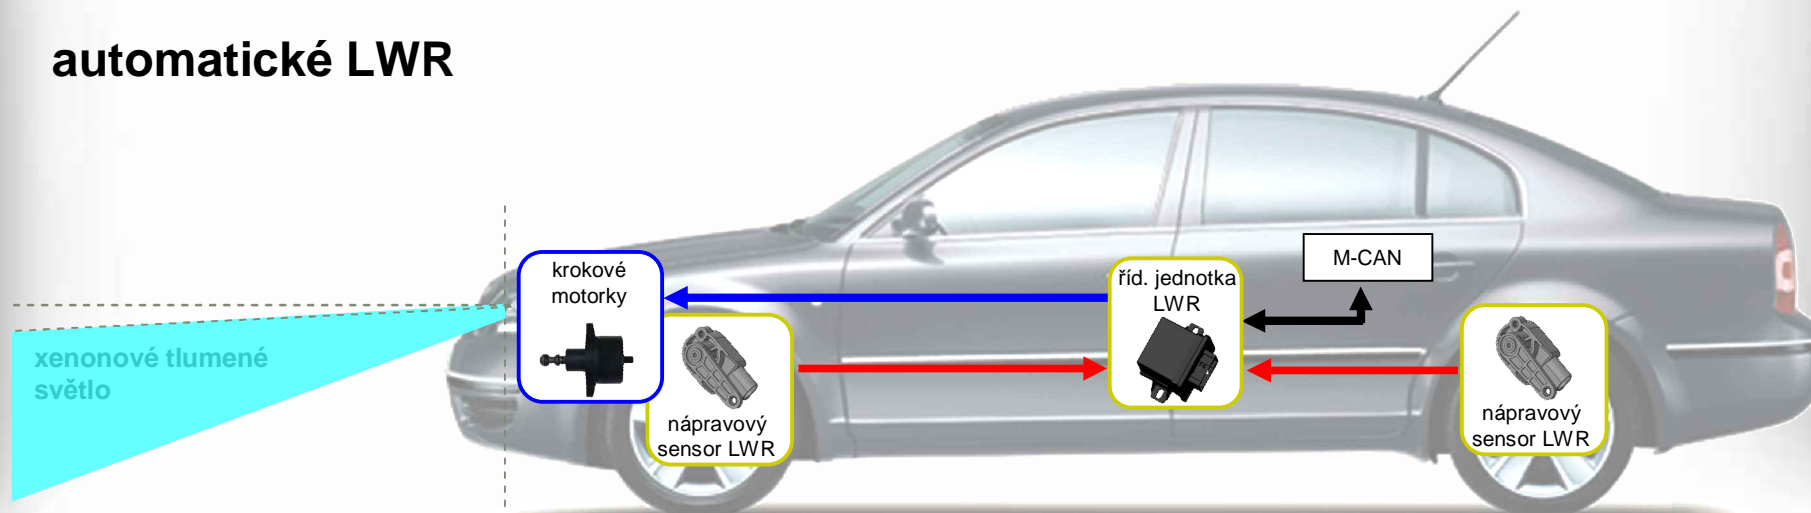 automatické LWR
xenonové tlumené
světlo
krokové
motorky
nápravový
sensor LWR
říd. jednotka
LWR
M-CAN
nápravový
sensor LWR